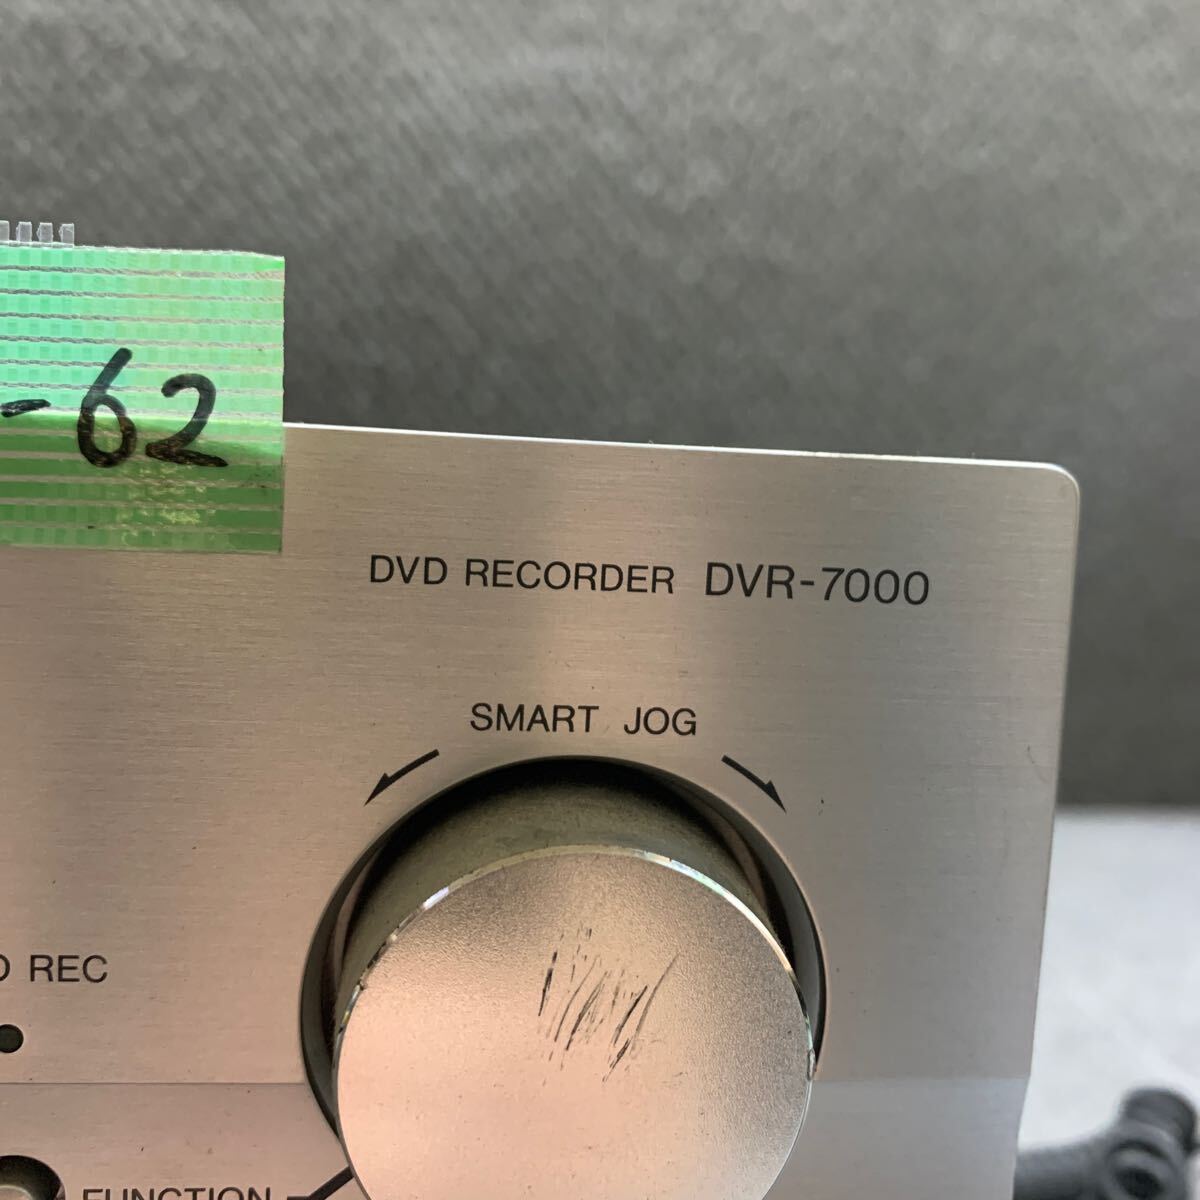 -62
DVD RECORDER DVR-7000
SMART JOG
REC
FUNCTION